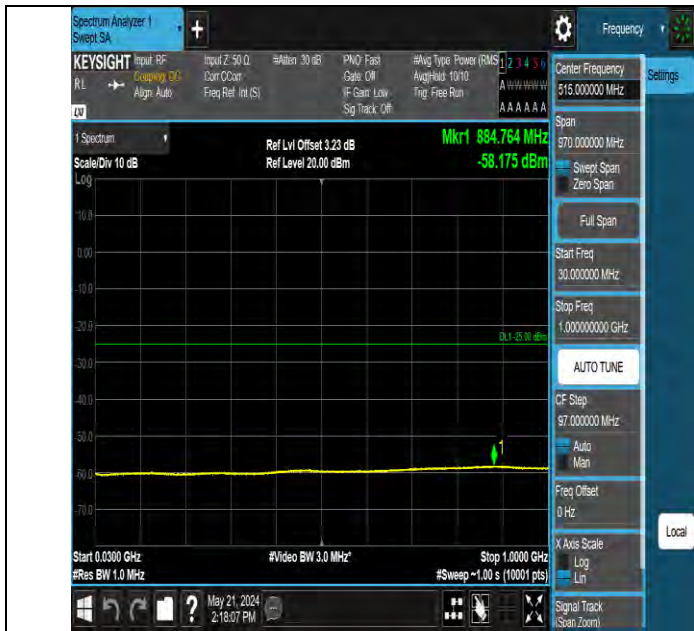 Spectrum Analyzer 1
Swept SA
+
Frequency
KEYSIGHT
RL
Input: RF
Coupling: DC
Align: Auto
Input Z: 50 Ω
Corr CCorr
Freq Ref: Int (S)
#Atten: 30 dB
PNO: Fast
Gate: Off
IF Gain: Low
Sig Track: Off
#Avg Type: Power (RMS
Avg|Hold: 10/10
Trig: Free Run
1 2 3 4 5 6
A W W W W W
A A A A A A
1 Spectrum
Scale/Div 10 dB
Log
Ref Lvl Offset 3.23 dB
Ref Level 20.00 dBm
Mkr1 884.764 MHz
-58.175 dBm
10.0
0.00
-10.0
-20.0
-30.0
-40.0
-50.0
-60.0
-70.0
DL1 -25.00 dBm
1
Start 0.0300 GHz
#Res BW 1.0 MHz
#Video BW 3.0 MHz*
Stop 1.0000 GHz
#Sweep ~1.00 s (10001 pts)
May 21, 2024
2:18:07 PM
?
Center Frequency
515.000000 MHz
Settings
Span
970.000000 MHz
Swept Span
Zero Span
Full Span
Start Freq
30.000000 MHz
Stop Freq
1.000000000 GHz
AUTO TUNE
CF Step
97.000000 MHz
Auto
Man
Freq Offset
0 Hz
Local
X Axis Scale
Log
Lin
Signal Track
(Span Zoom)